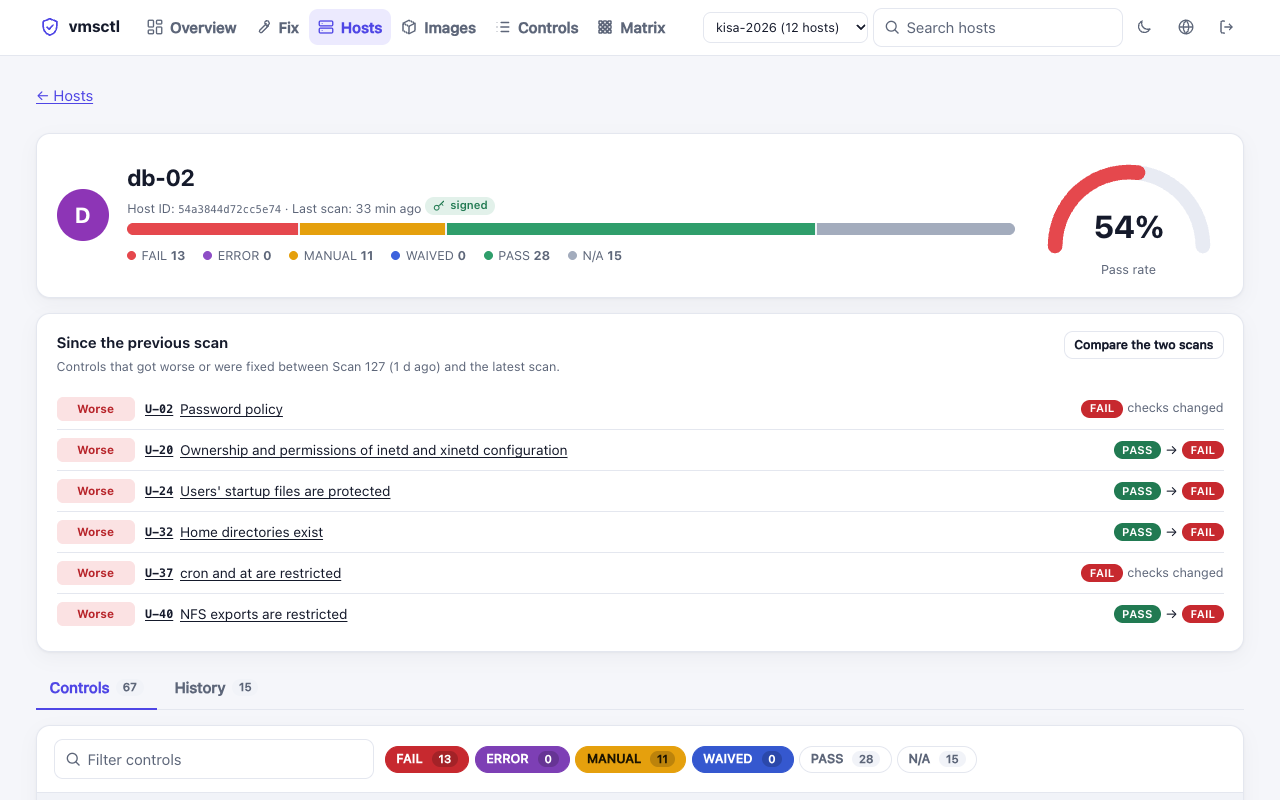 vmsctl Overview Fix Hosts Images Controls Matrix kisa-2026 (12 hosts) Search hosts
← Hosts
D
db-02
Host ID: 54a3844d72cc5e74 · Last scan: 33 min ago signed
FAIL 13 ERROR 0 MANUAL 11 WAIVED 0 PASS 28 N/A 15
54%
Pass rate
Since the previous scan
Compare the two scans
Controls that got worse or were fixed between Scan 127 (1 d ago) and the latest scan.
Worse U-02 Password policy FAIL checks changed
Worse U-20 Ownership and permissions of inetd and xinetd configuration PASS → FAIL
Worse U-24 Users' startup files are protected PASS → FAIL
Worse U-32 Home directories exist PASS → FAIL
Worse U-37 cron and at are restricted FAIL checks changed
Worse U-40 NFS exports are restricted PASS → FAIL
Controls 67 History 15
Filter controls FAIL 13 ERROR 0 MANUAL 11 WAIVED 0 PASS 28 N/A 15